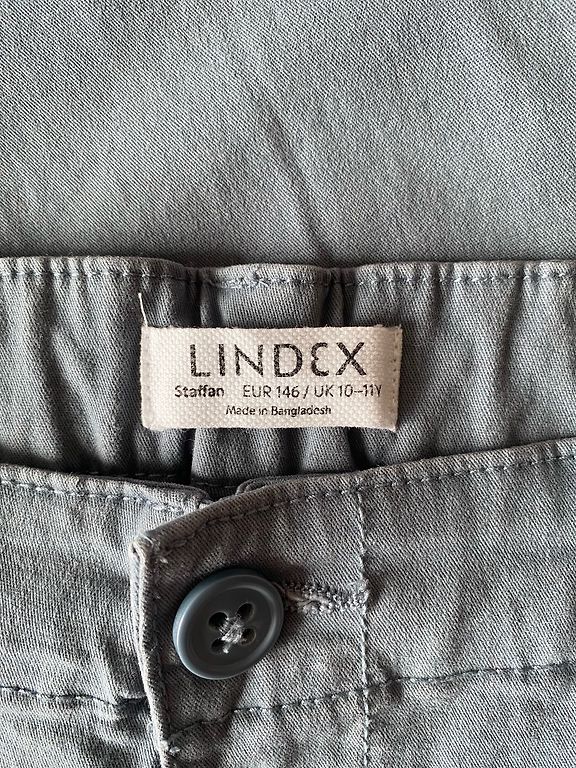 LINDEX
Staffan EUR 146 / UK 10–11Y
Made in Bangladesh